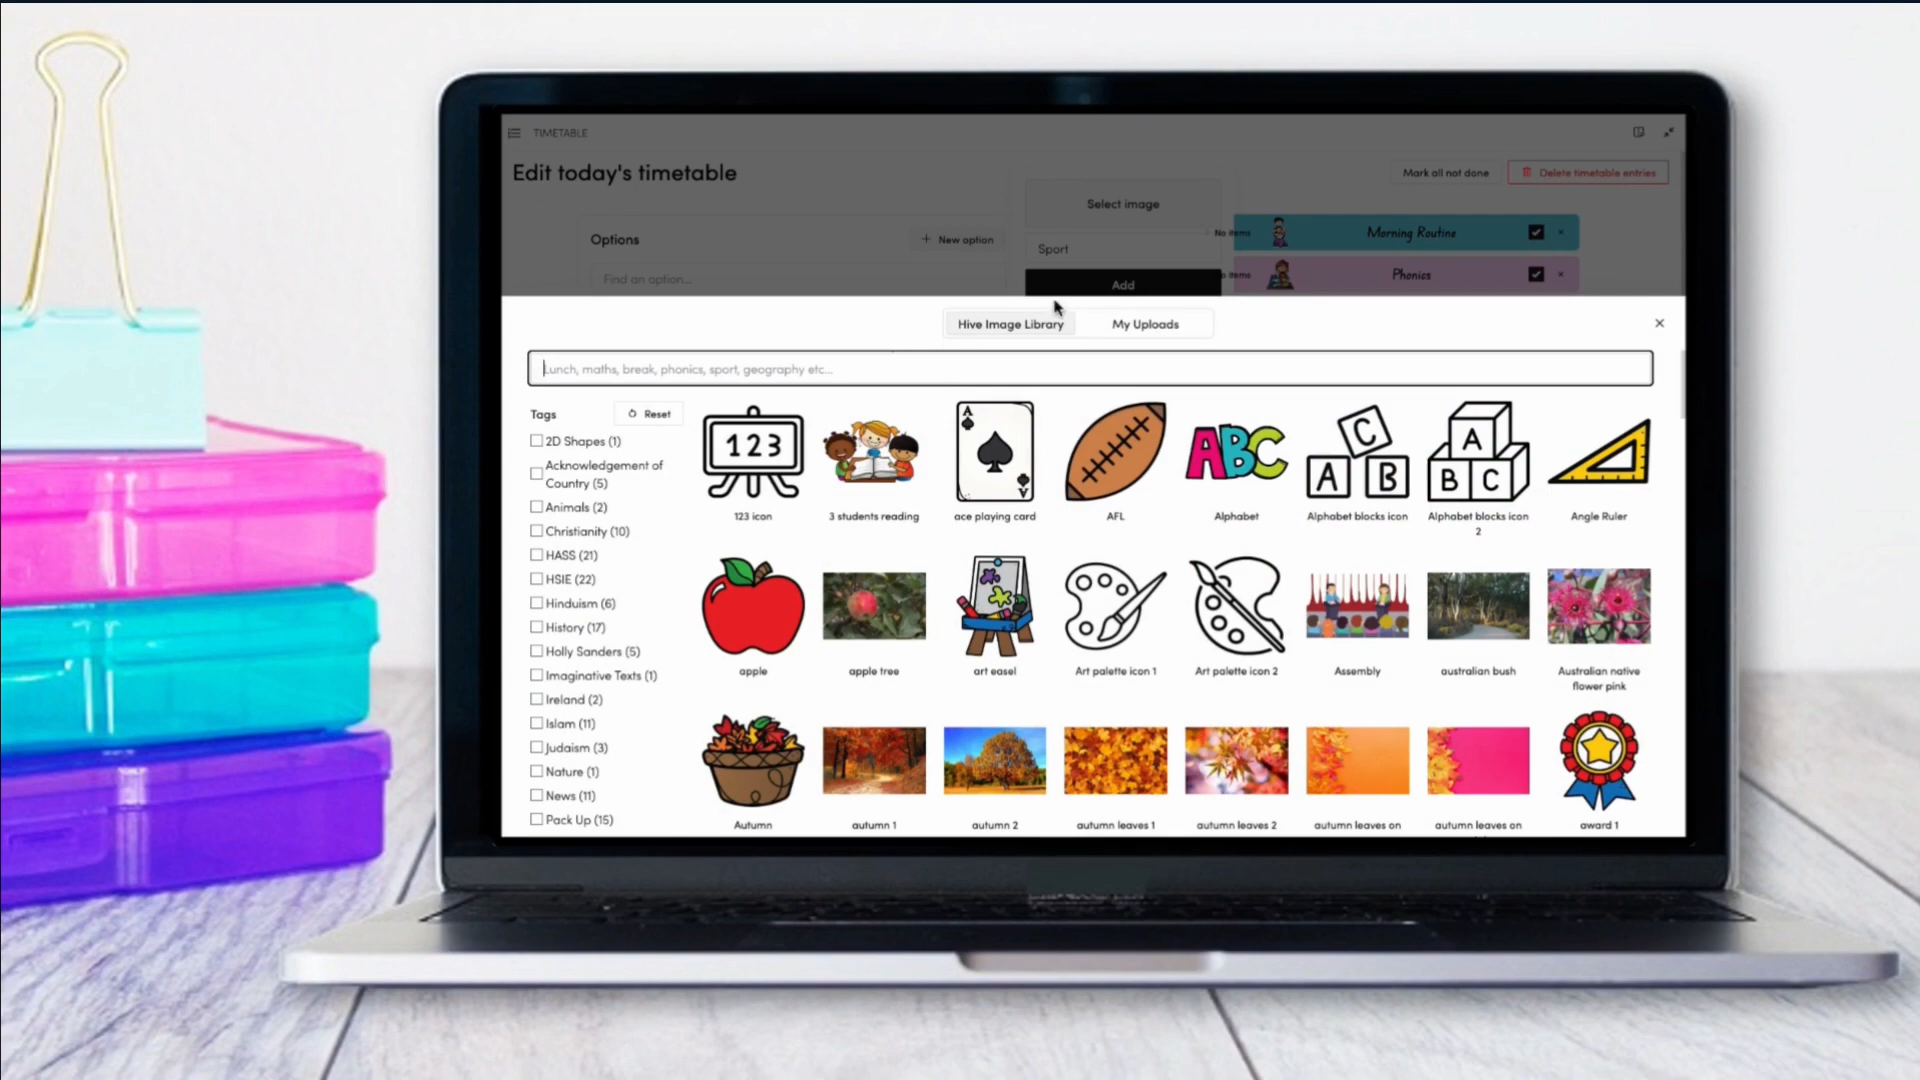 TIMETABLE
Edit today's timetable
Mark all not done
Delete timetable entries
Select image
Options
+ New option
No items
Morning Routine
Sport
Find an option...
items
Phonics
Add
Hive Image Library
My Uploads
Lunch, maths, break, phonics, sport, geography etc...
Tags
Reset
2D Shapes (1)
Acknowledgement of
Country (5)
Animals (2)
Christianity (10)
HASS (21)
HSIE (22)
Hinduism (6)
History (17)
Holly Sanders (5)
Imaginative Texts (1)
Ireland (2)
Islam (11)
Judaism (3)
Nature (1)
News (11)
Pack Up (15)
123
A
A
ABC
C
A B
A
B C
123 icon
3 students reading
ace playing card
AFL
Alphabet
Alphabet blocks icon
Alphabet blocks icon
2
Angle Ruler
apple
apple tree
art easel
Art palette icon 1
Art palette icon 2
Assembly
australian bush
Australian native
flower pink
Autumn
autumn 1
autumn 2
autumn leaves 1
autumn leaves 2
autumn leaves on
autumn leaves on
award 1